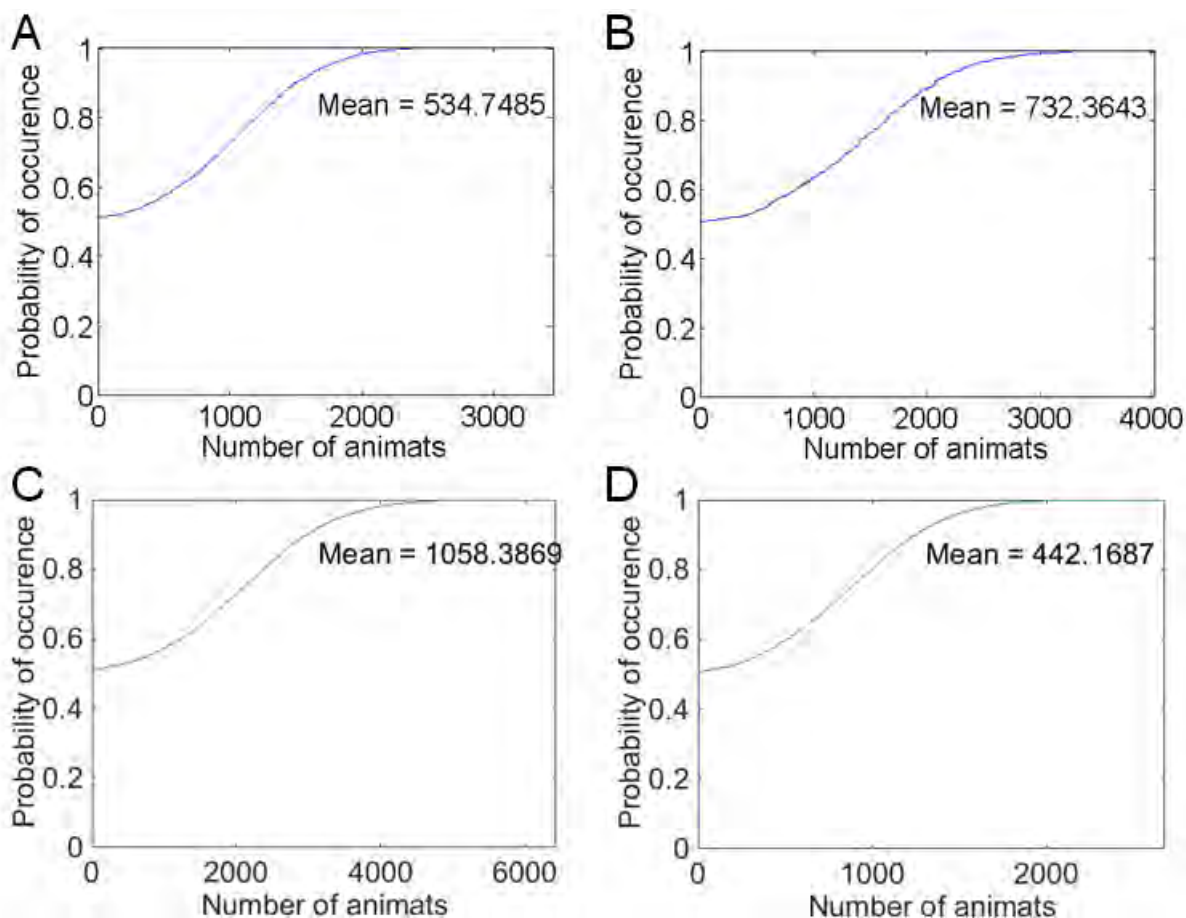 A
Probability of occurence
1
0.8
0.6
0.4
0.2
0
Mean = 534.7485
0 1000 2000 3000
Number of animats
B
Probability of occurence
1
0.8
0.6
0.4
0.2
0
Mean = 732.3643
0 1000 2000 3000 4000
Number of animats
C
Probability of occurence
1
0.8
0.6
0.4
0.2
0
Mean = 1058.3869
0 2000 4000 6000
Number of animats
D
Probability of occurence
1
0.8
0.6
0.4
0.2
0
Mean = 442.1687
0 1000 2000
Number of animats